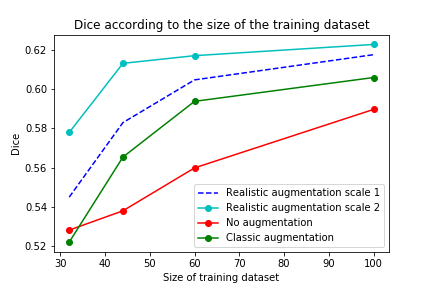 Dice according to the size of the training dataset
Dice
0.62
0.60
0.58
0.56
0.54
0.52
30 40 50 60 70 80 90 100
Size of training dataset
Realistic augmentation scale 1
Realistic augmentation scale 2
No augmentation
Classic augmentation